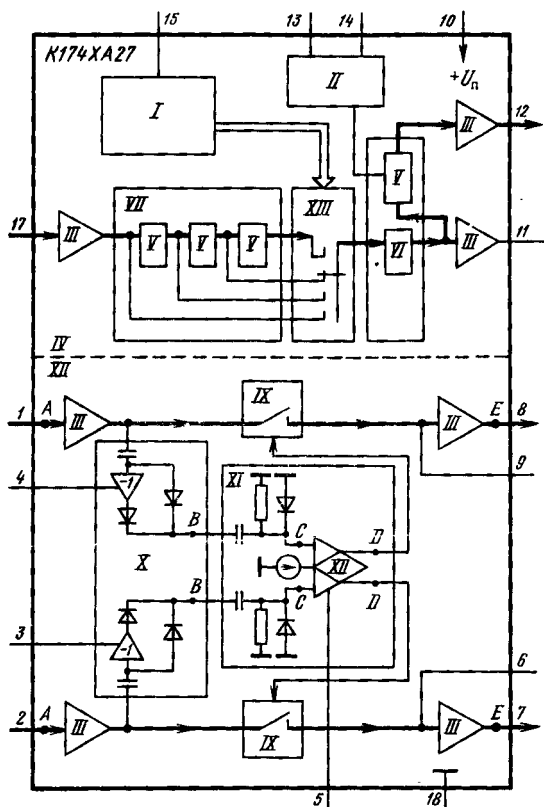 15 13 14 10
К174ХА27
I
II
+Uп
III 12
VII
XIII
V
17 III V V V VI III 11
IV
XII
1 A III IX III E 8
9
4 -1
B XI
C D
X XII
B C D
3 -1
6
2 A III IX III E 7
5 18